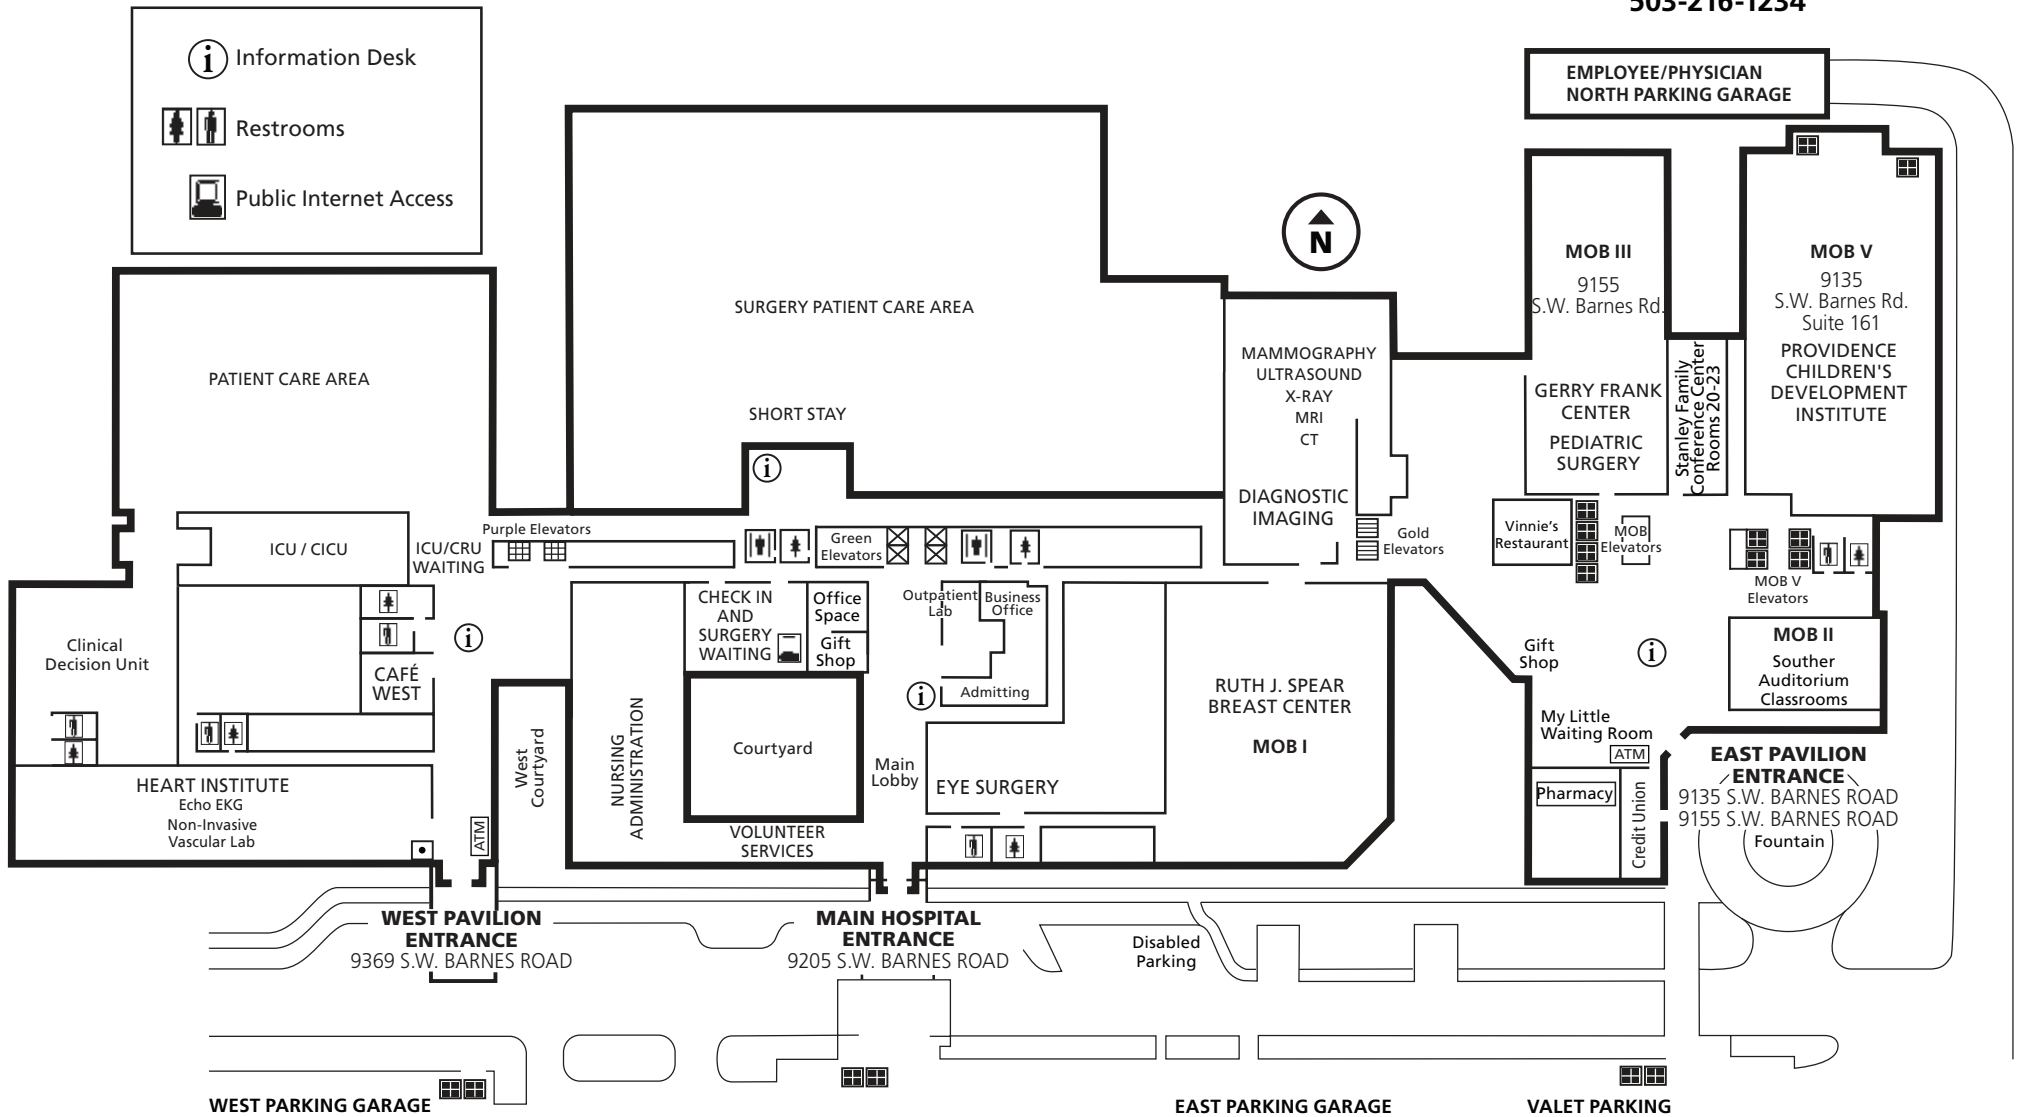 503-216-1234
i Information Desk
Restrooms
Public Internet Access
EMPLOYEE/PHYSICIAN
NORTH PARKING GARAGE
N
MOB III
9155
S.W. Barnes Rd.
MOB V
9135
S.W. Barnes Rd.
Suite 161
PROVIDENCE
CHILDREN'S
DEVELOPMENT
INSTITUTE
SURGERY PATIENT CARE AREA
SHORT STAY
i
PATIENT CARE AREA
MAMMOGRAPHY
ULTRASOUND
X-RAY
MRI
CT
DIAGNOSTIC
IMAGING
GERRY FRANK
CENTER
PEDIATRIC
SURGERY
Stanley Family
Conference Center
Rooms 20-23
ICU / CICU
ICU/CRU
WAITING
Purple Elevators
Green
Elevators
Gold
Elevators
Vinnie's
Restaurant
MOB
Elevators
MOB V
Elevators
Clinical
Decision Unit
CAFÉ
WEST
i
CHECK IN
AND
SURGERY
WAITING
Office
Space
Gift
Shop
Outpatient
Lab
Business
Office
Admitting
i
RUTH J. SPEAR
BREAST CENTER
MOB I
Gift
Shop
i
MOB II
Souther
Auditorium
Classrooms
My Little
Waiting Room
ATM
Pharmacy
Credit Union
EAST PAVILION
ENTRANCE
9135 S.W. BARNES ROAD
9155 S.W. BARNES ROAD
Fountain
HEART INSTITUTE
Echo EKG
Non-Invasive
Vascular Lab
ATM
West
Courtyard
NURSING
ADMINISTRATION
Courtyard
Main
Lobby
EYE SURGERY
VOLUNTEER
SERVICES
WEST PAVILION
ENTRANCE
9369 S.W. BARNES ROAD
MAIN HOSPITAL
ENTRANCE
9205 S.W. BARNES ROAD
Disabled
Parking
WEST PARKING GARAGE
EAST PARKING GARAGE
VALET PARKING